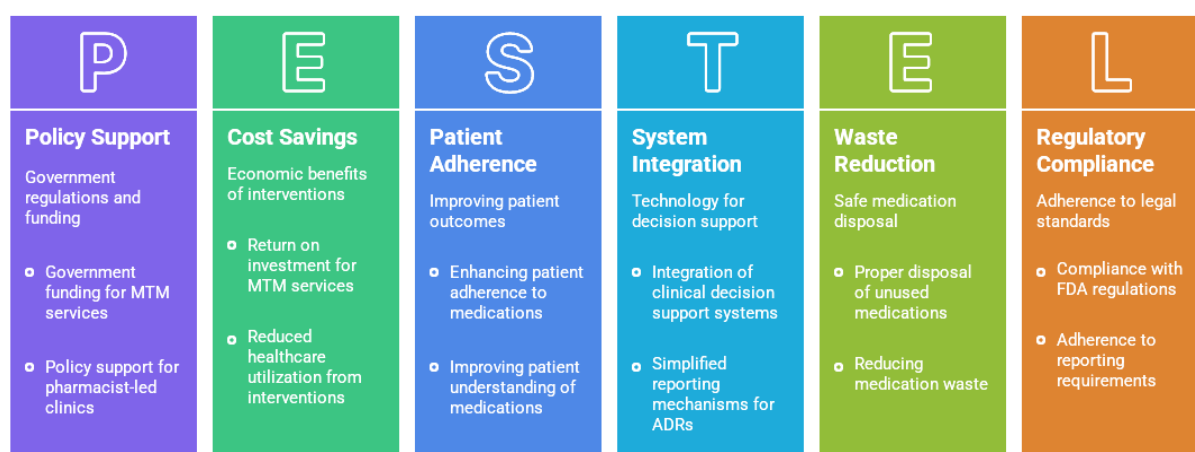 P
Policy Support
Government
regulations and
funding
Government
funding for MTM
services
Policy support for
pharmacist-led
clinics
E
Cost Savings
Economic benefits
of interventions
Return on
investment for
MTM services
Reduced
healthcare
utilization from
interventions
S
Patient
Adherence
Improving patient
outcomes
Enhancing patient
adherence to
medications
Improving patient
understanding of
medications
T
System
Integration
Technology for
decision support
Integration of
clinical decision
support systems
Simplified
reporting
mechanisms for
ADRs
E
Waste
Reduction
Safe medication
disposal
Proper disposal
of unused
medications
Reducing
medication waste
L
Regulatory
Compliance
Adherence to legal
standards
Compliance with
FDA regulations
Adherence to
reporting
requirements